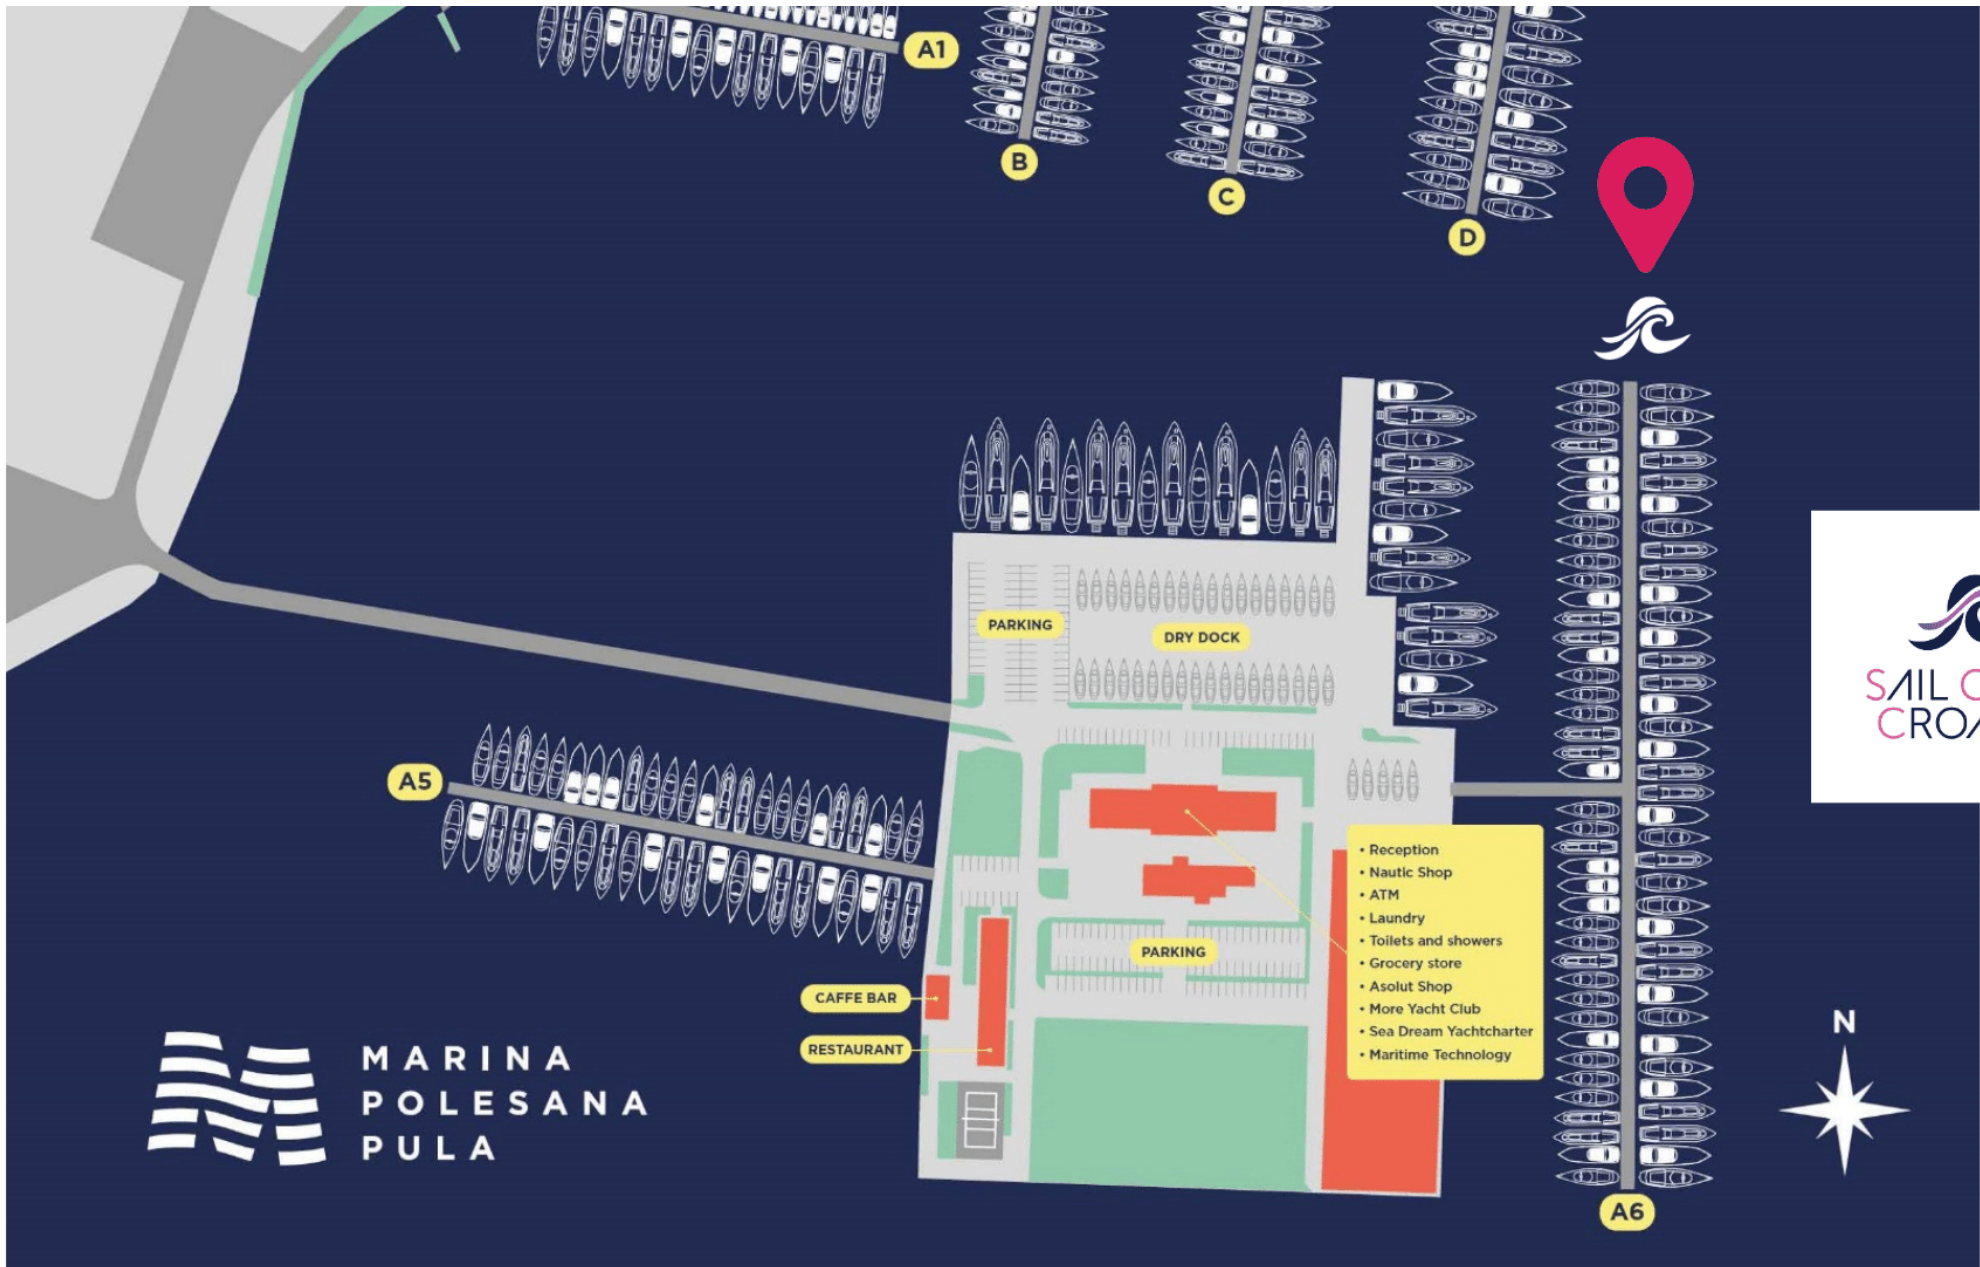 A1
B
C
D
PARKING
DRY DOCK
SAIL
A5
• Reception
• Nautic Shop
• ATM
• Laundry
• Toilets and showers
• Grocery store
• Asolut Shop
• More Yacht Club
• Sea Dream Yachtcharter
• Maritime Technology
PARKING
CAFFE BAR
RESTAURANT
N
MARINA
POLESANA
PULA
A6